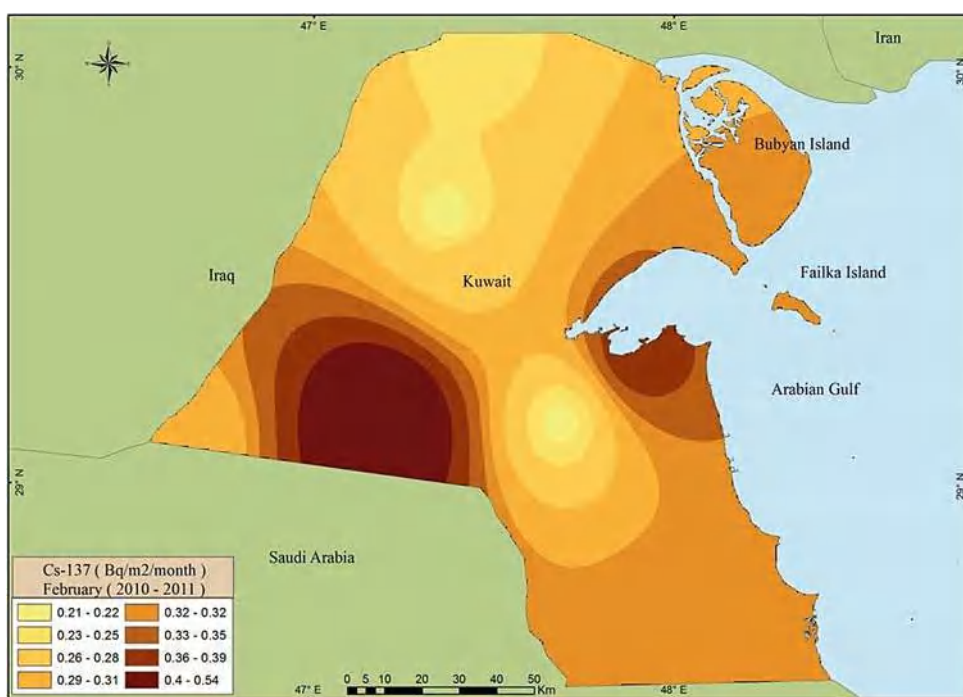 47° E
48° E
30° N
30° N
Iran
Bubyan Island
Iraq
Kuwait
Failka Island
Arabian Gulf
29° N
29° N
Saudi Arabia
Cs-137 ( Bq/m2/month )
February ( 2010 - 2011 )
0.21 - 0.22
0.32 - 0.32
0.23 - 0.25
0.33 - 0.35
0.26 - 0.28
0.36 - 0.39
0.29 - 0.31
0.4 - 0.54
0 5 10 20 30 40 50
Km
47° E
48° E